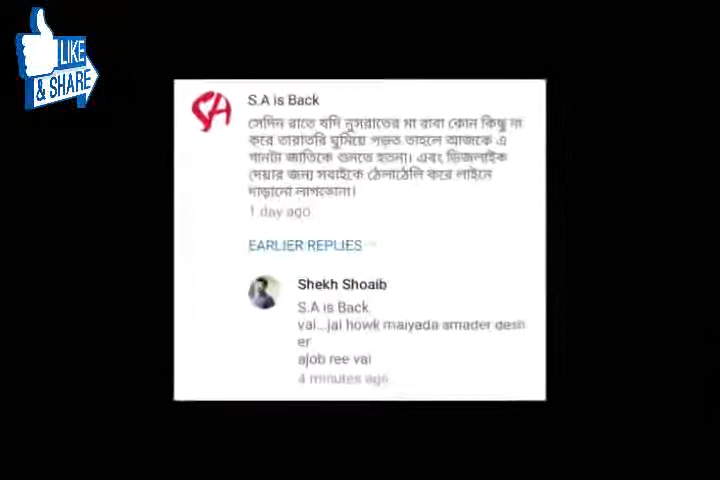 LIKE
& SHARE
SA
S.A is Back
সেদিন রাতে যদি নুসরাতের মা বাবা কোন কিছু না
করে তারাতরি ঘুমিয়ে পড়ত তাহলে আজকে এ
গানটা জাতিকে শুনতে হতনা। এবং ডিজলাইক
দেয়ার জন্য সবাইকে ঠেলাঠেলি করে লাইনে
দাড়ানো লাগতোনা।
1 day ago
EARLIER REPLIES
Shekh Shoaib
S.A is Back
vai...jai howk maiyada amader desh
er
ajob ree vai
4 minutes ago